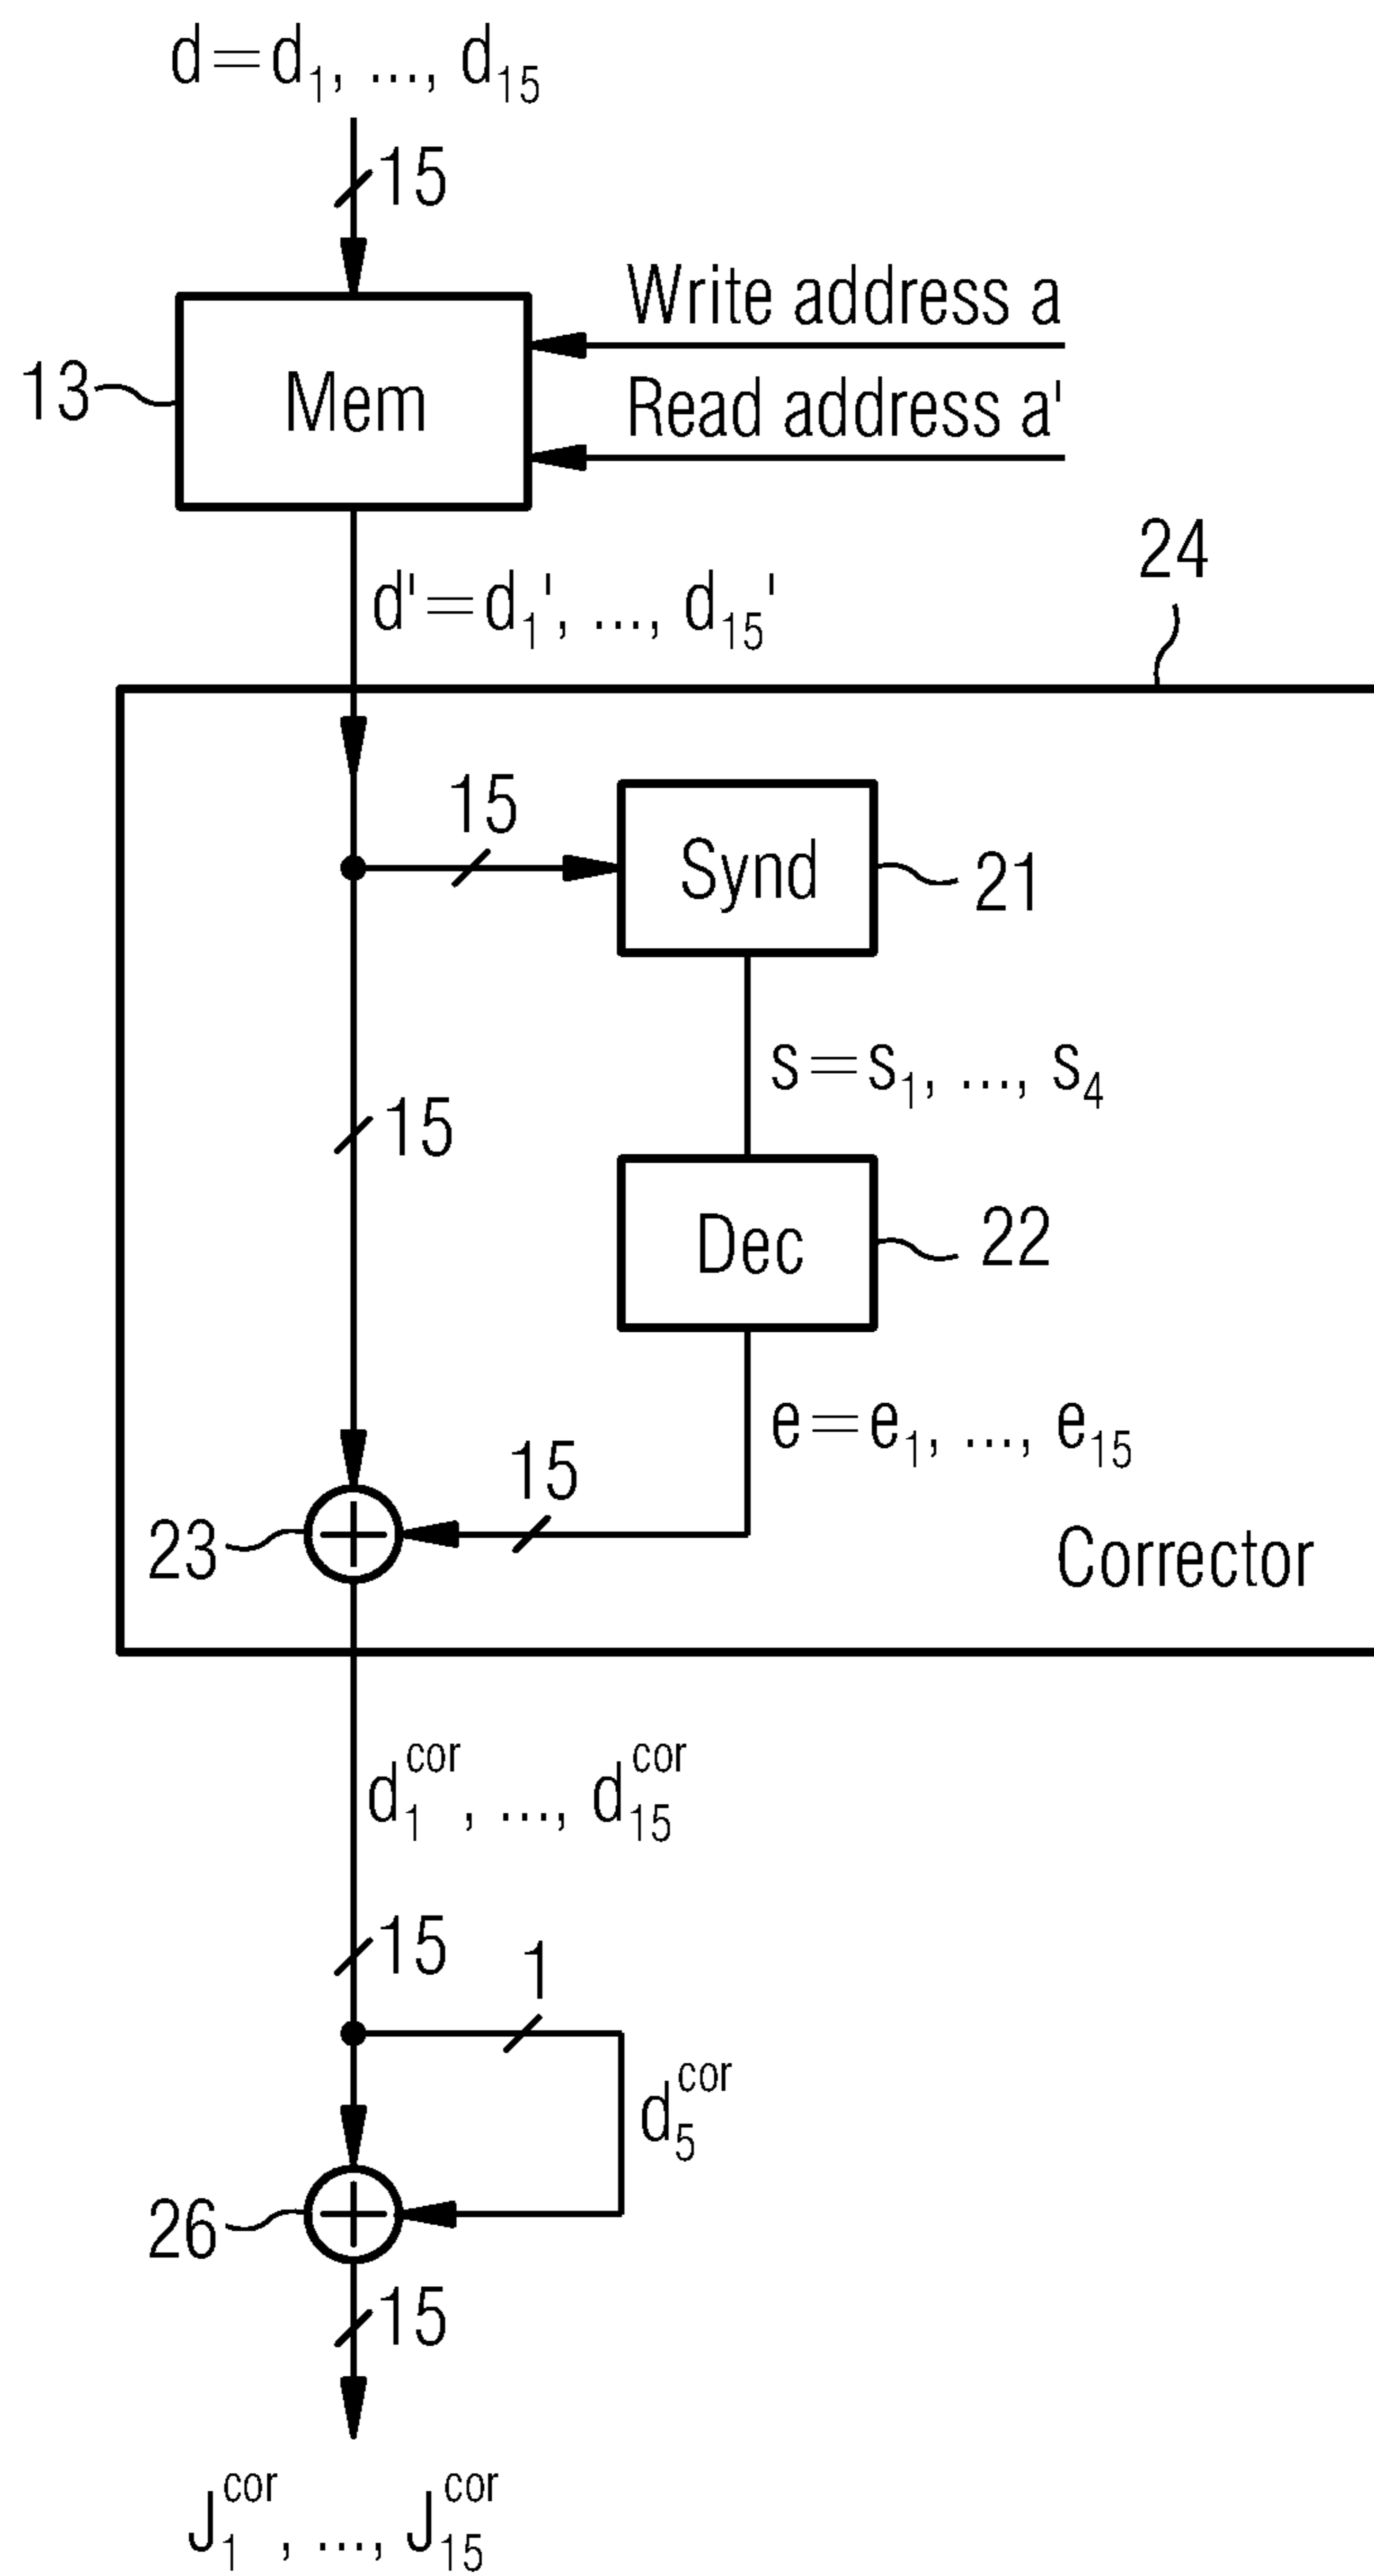 d=d₁, ..., d₁₅
15
Write address a
13
Mem
Read address a'
24
d'=d₁', ..., d₁₅'
15
Synd
21
s=s₁, ..., s₄
15
Dec
22
e=e₁, ..., e₁₅
15
23
Corrector
d₁ᶜᵒʳ, ..., d₁₅ᶜᵒʳ
15
1
d₅ᶜᵒʳ
26
15
J₁ᶜᵒʳ, ..., J₁₅ᶜᵒʳ